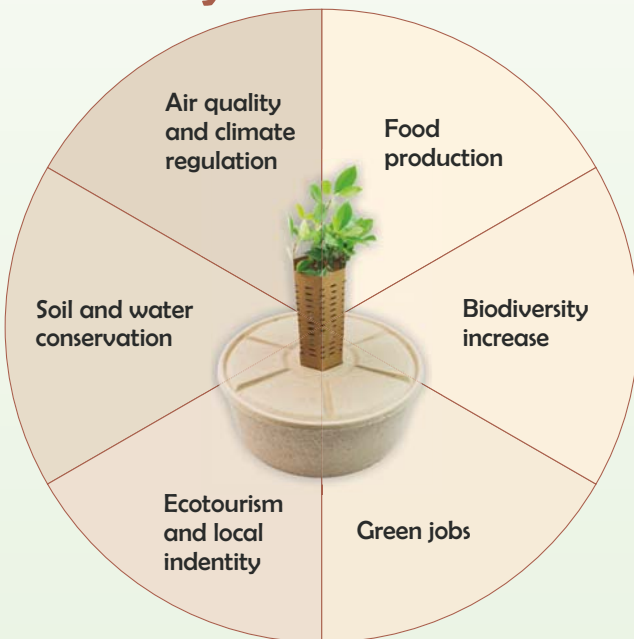 Air quality
and climate
regulation
Food
production
Soil and water
conservation
Biodiversity
increase
Ecotourism
and local
indentity
Green jobs